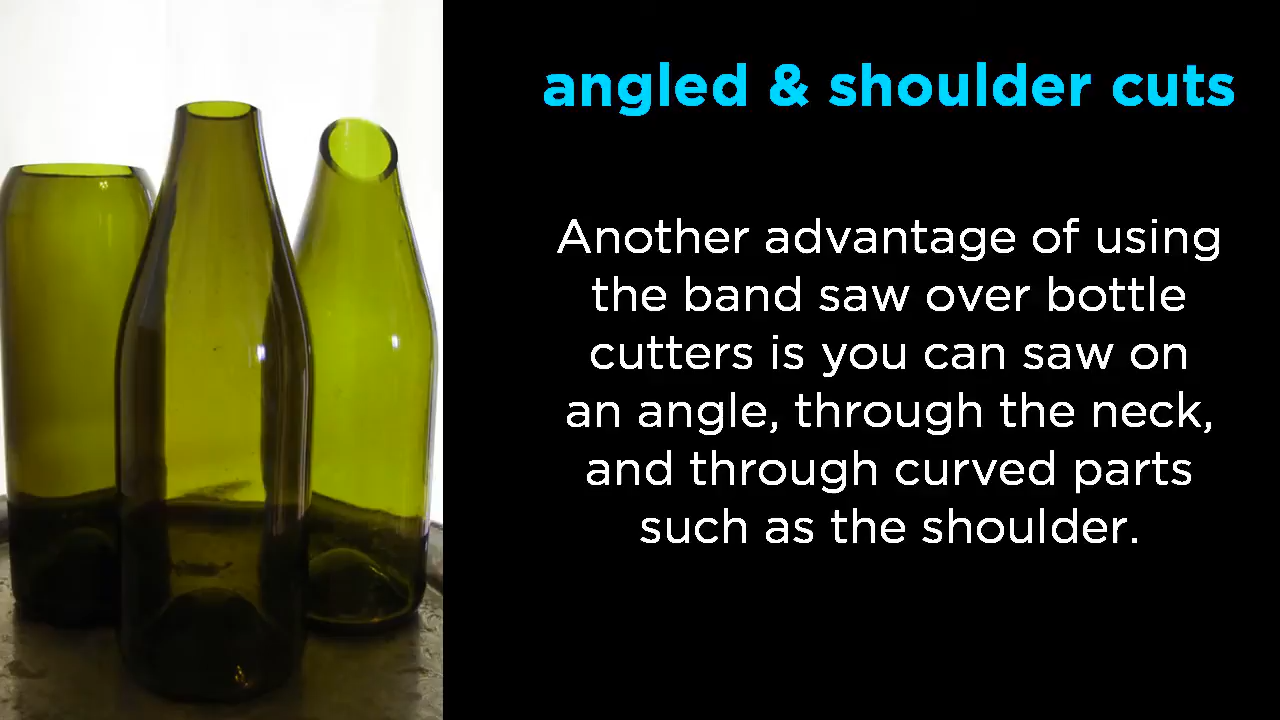 angled & shoulder cuts
Another advantage of using
the band saw over bottle
cutters is you can saw on
an angle, through the neck,
and through curved parts
such as the shoulder.